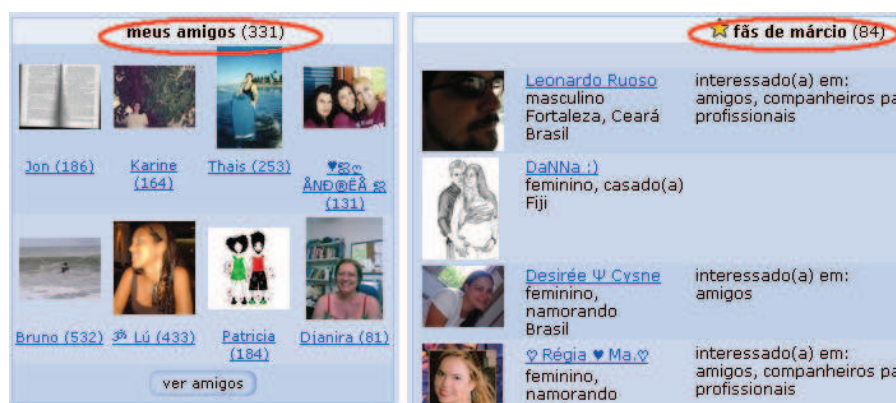 meus amigos (331)
Jon (186)
Karine
(164)
Thais (253)
ÅNÐ®ËÅ
(131)
Bruno (532)
ॐ Lú (433)
Patricia
(184)
Dianira (81)
ver amigos
fãs de márcio (84)
Leonardo Ruoso
masculino
Fortaleza, Ceará
Brasil
interessado(a) em:
amigos, companheiros pa
profissionais
DaNNa :)
feminino, casado(a)
Fiji
Desirée Ψ Cysne
feminino,
namorando
Brasil
interessado(a) em:
amigos
♡ Régia ♥ Ma.♡
feminino,
namorando
interessado(a) em:
amigos, companheiros pa
profissionais